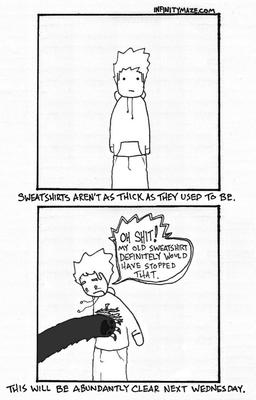 INFINITYMAZE.COM
SWEATSHIRTS AREN'T AS THICK AS THEY USED TO BE.
OH SHIT!
MY OLD SWEATSHIRT
DEFINITELY WOULD
HAVE STOPPED
THAT.
THIS WILL BE ABUNDANTLY CLEAR NEXT WEDNESDAY.